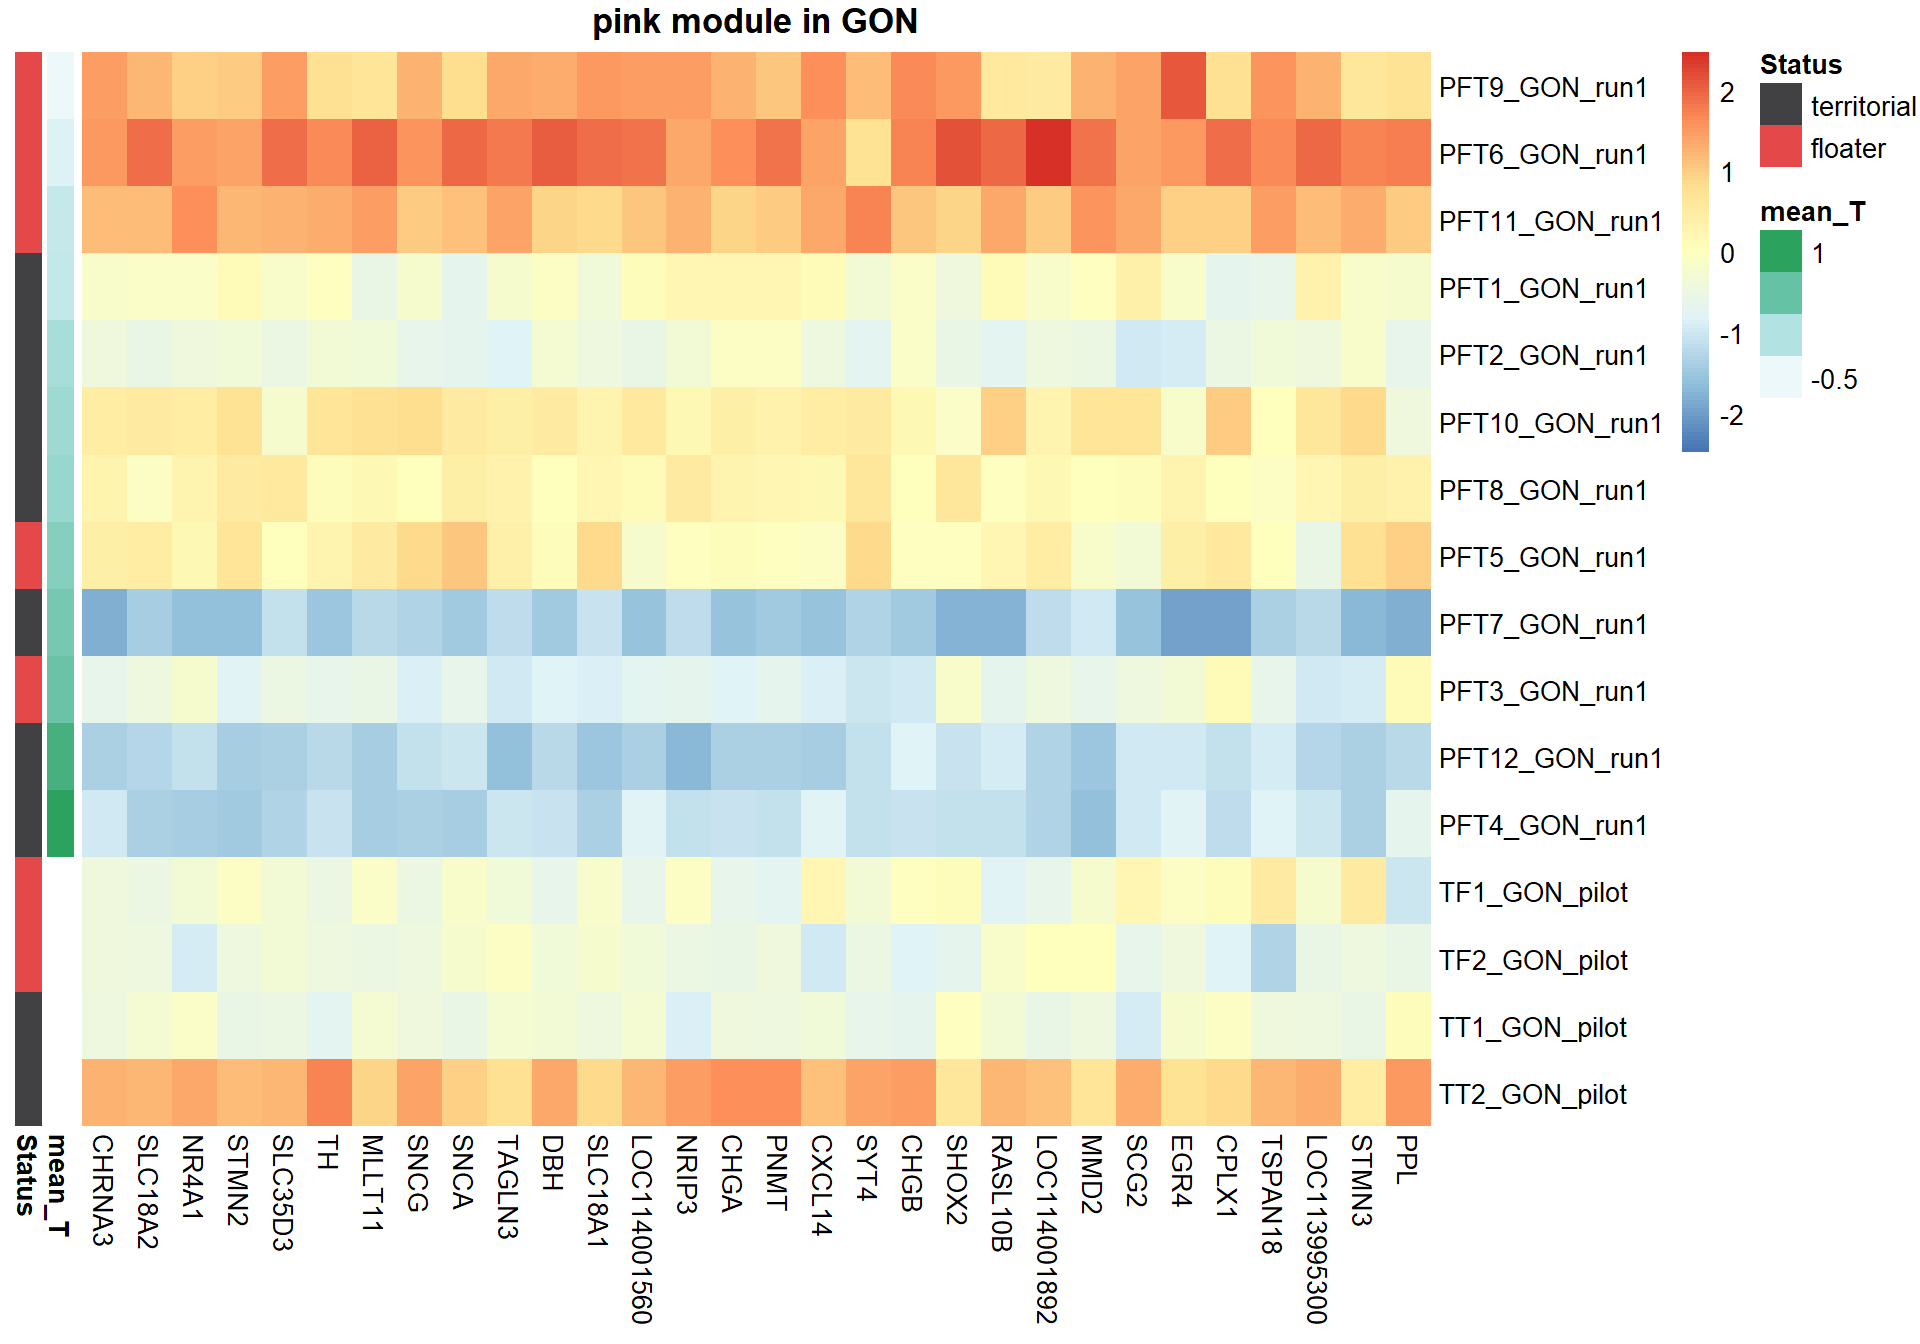 pink module in GON
PFT9_GON_run1
PFT6_GON_run1
PFT11_GON_run1
PFT1_GON_run1
PFT2_GON_run1
PFT10_GON_run1
PFT8_GON_run1
PFT5_GON_run1
PFT7_GON_run1
PFT3_GON_run1
PFT12_GON_run1
PFT4_GON_run1
TF1_GON_pilot
TF2_GON_pilot
TT1_GON_pilot
TT2_GON_pilot
2
1
0
-1
-2
Status
territorial
floater
mean_T
1
-0.5
Status
mean_T
CHRNA3
SLC18A2
NR4A1
STMN2
SLC35D3
TH
MLLT11
SNCG
SNCA
TAGLN3
DBH
SLC18A1
LOC114001560
NRIP3
CHGA
PNMT
CXCL14
SYT4
CHGB
SHOX2
RASL10B
LOC114001892
MMD2
SCG2
EGR4
CPLX1
TSPAN18
LOC113995300
STMN3
PPL